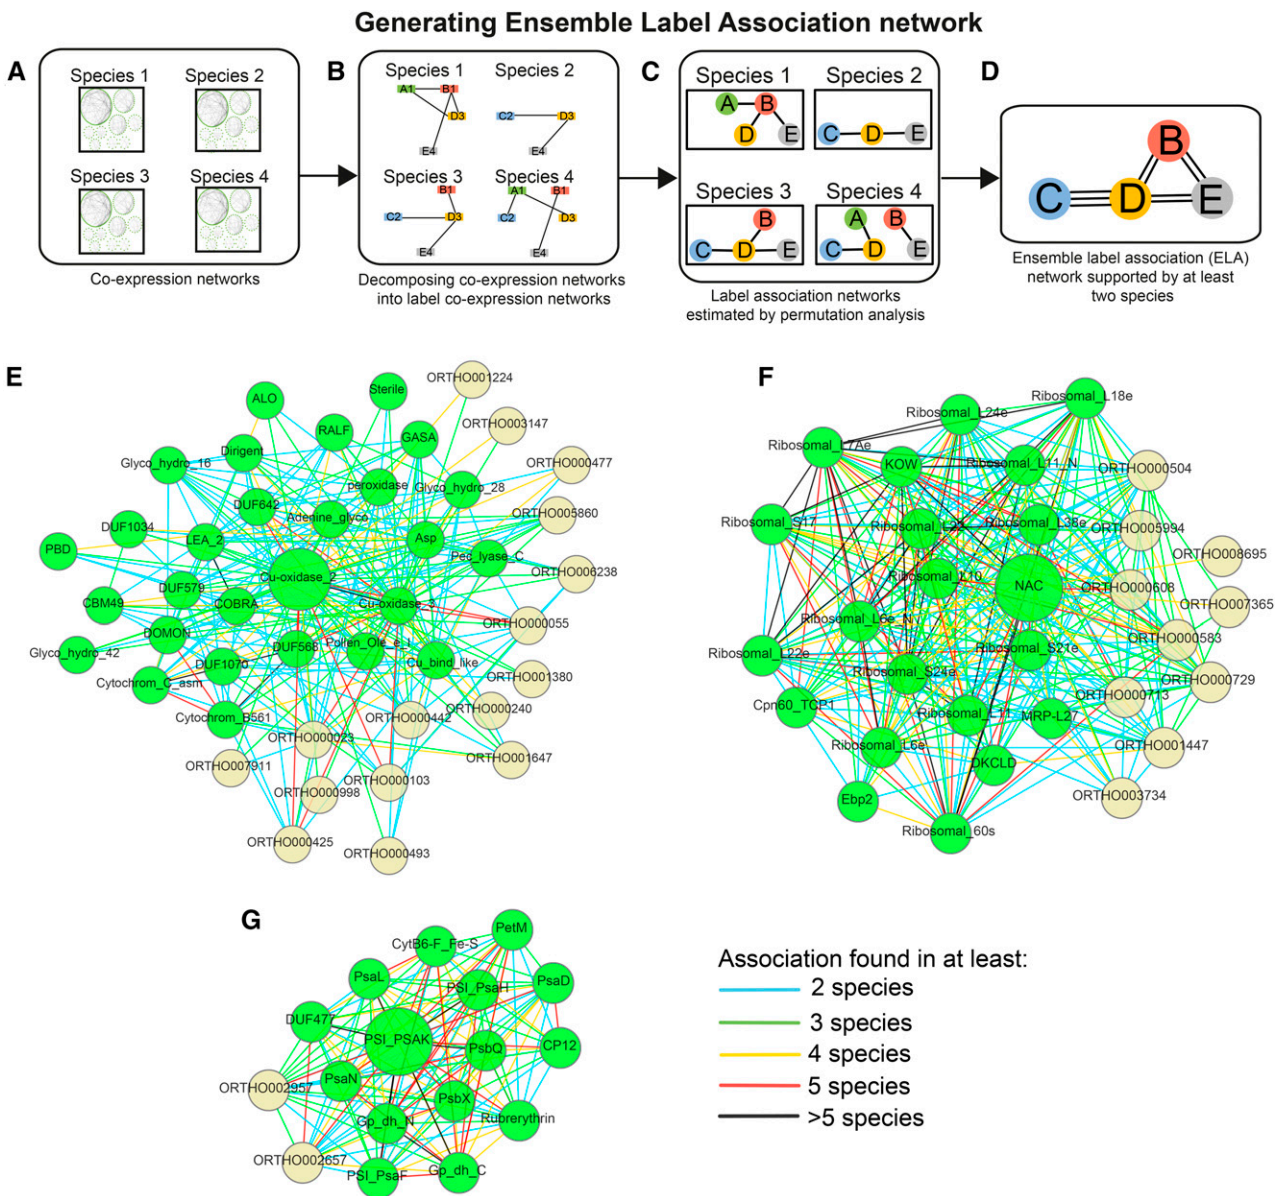 Generating Ensemble Label Association network
A
Species 1
Species 2
Species 3
Species 4
Co-expression networks
B
Species 1
A1
B1
D3
E4
Species 2
C2
D3
E4
Species 3
B1
C2
D3
E4
Species 4
A1
B1
C2
D3
E4
Decomposing co-expression networks
into label co-expression networks
C
Species 1
A
B
D
E
Species 2
C
D
E
Species 3
B
C
D
E
Species 4
A
B
C
D
E
Label association networks
estimated by permutation analysis
D
B
C
D
E
Ensemble label association (ELA)
network supported by at least
two species
E
ORTHO001224
Sterile
ALO
ORTHO003147
RALF
GASA
Dirigent
Glyco_hydro_16
ORTHO000477
peroxidase
Glyco_hydro_28
DUF642
ORTHO005860
Adenine_glyco
DUF1034
LEA_2
Asp
PBD
Pec_lyase_C
ORTHO006238
Cu-oxidase_2
DUF579
CBM49
COBRA
Cu-oxidase_3
ORTHO000055
DOMON
Pollen_Ole_e_I
DUF568
Glyco_hydro_42
DUF1070
Cu_bind_like
Cytochrom_C_asm
ORTHO001380
ORTHO000240
Cytochrom_B561
ORTHO000442
ORTHO000023
ORTHO001647
ORTHO007911
ORTHO000103
ORTHO000998
ORTHO000425
ORTHO000493
F
Ribosomal_L18e
Ribosomal_L24e
Ribosomal_L7Ae
KOW
Ribosomal_L11_N
ORTHO000504
Ribosomal_S17
Ribosomal_L22
Ribosomal_L38e
ORTHO005994
ORTHO008695
Ribosomal_L10
NAC
ORTHO000608
ORTHO007365
Ribosomal_L6e_N
ORTHO000583
Ribosomal_L22e
Ribosomal_S21e
Ribosomal_S24e
ORTHO000729
ORTHO000713
Cpn60_TCP1
Ribosomal_L11
MRP-L27
Ribosomal_L6e
ORTHO001447
DKCLD
Ebp2
ORTHO003734
Ribosomal_60s
G
PetM
CytB6-F_Fe-S
PsaL
PSI_PsaH
PsaD
DUF477
PSI_PSAK
PsbQ
CP12
PsaN
ORTHO002957
PsbX
Gp_dh_N
Rubrerythrin
ORTHO002657
PSI_PsaF
Gp_dh_C
Association found in at least:
2 species
3 species
4 species
5 species
>5 species